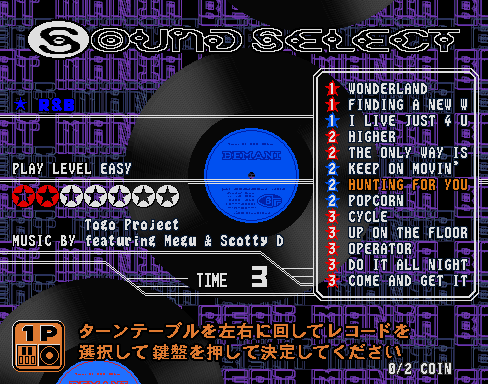 SOUND SELECT
★ R&B
PLAY LEVEL EASY
Togo Project
MUSIC BY featuring Megu & Scotty D
BEMANI
1 WONDERLAND
1 FINDING A NEW W
1 I LIVE JUST 4 U
2 HIGHER
2 THE ONLY WAY IS
2 KEEP ON MOVIN'
2 HUNTING FOR YOU
2 POPCORN
3 CYCLE
3 UP ON THE FLOOR
3 OPERATOR
3 DO IT ALL NIGHT
3 COME AND GET IT
TIME 3
1P
ターンテーブルを左右に回してレコードを
選択して鍵盤を押して決定してください
0/2 COIN